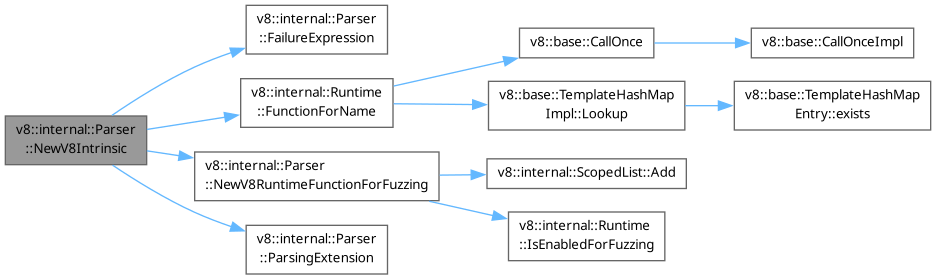 v8::internal::Parser
::NewV8Intrinsic
v8::internal::Parser
::FailureExpression
v8::internal::Runtime
::FunctionForName
v8::internal::Parser
::NewV8RuntimeFunctionForFuzzing
v8::internal::Parser
::ParsingExtension
v8::base::CallOnce
v8::base::TemplateHashMap
Impl::Lookup
v8::internal::ScopedList::Add
v8::internal::Runtime
::IsEnabledForFuzzing
v8::base::CallOnceImpl
v8::base::TemplateHashMap
Entry::exists